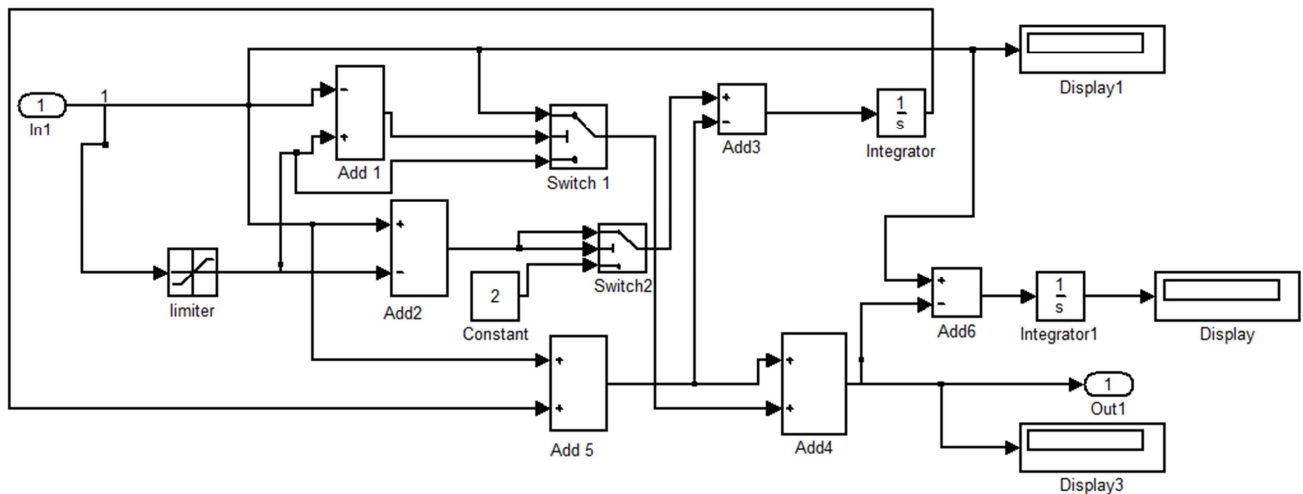 Display1
1
In1
1
-
+
Add 1
Switch 1
+
-
Add3
1
s
Integrator
limiter
+
-
Add2
2
Constant
Switch2
+
-
Add6
1
s
Integrator1
Display
+
+
Add 5
+
+
Add4
1
Out1
Display3